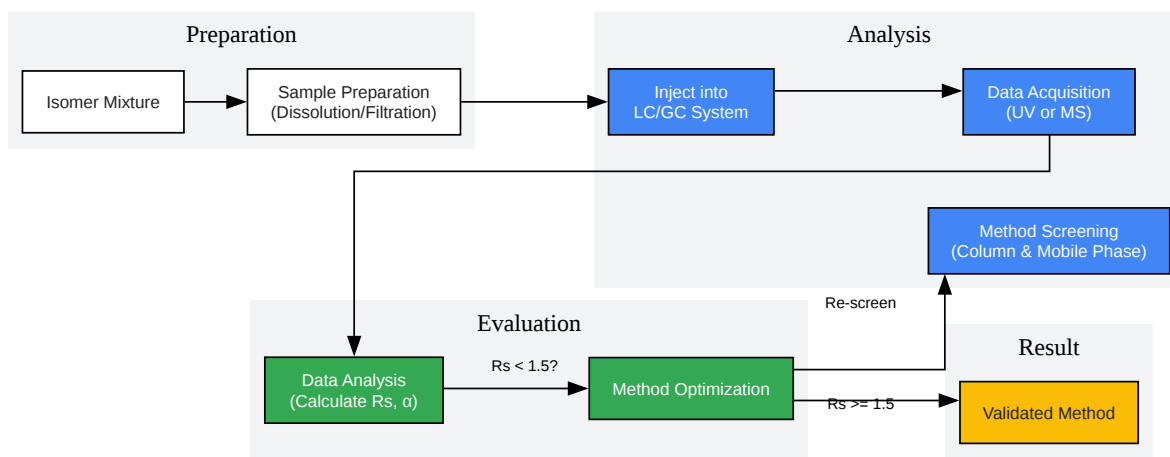 Preparation
Analysis
Isomer Mixture
Sample Preparation
(Dissolution/Filtration)
Inject into
LC/GC System
Data Acquisition
(UV or MS)
Method Screening
(Column & Mobile Phase)
Re-screen
Evaluation
Result
Data Analysis
(Calculate Rs, α)
Rs < 1.5?
Method Optimization
Rs >= 1.5
Validated Method